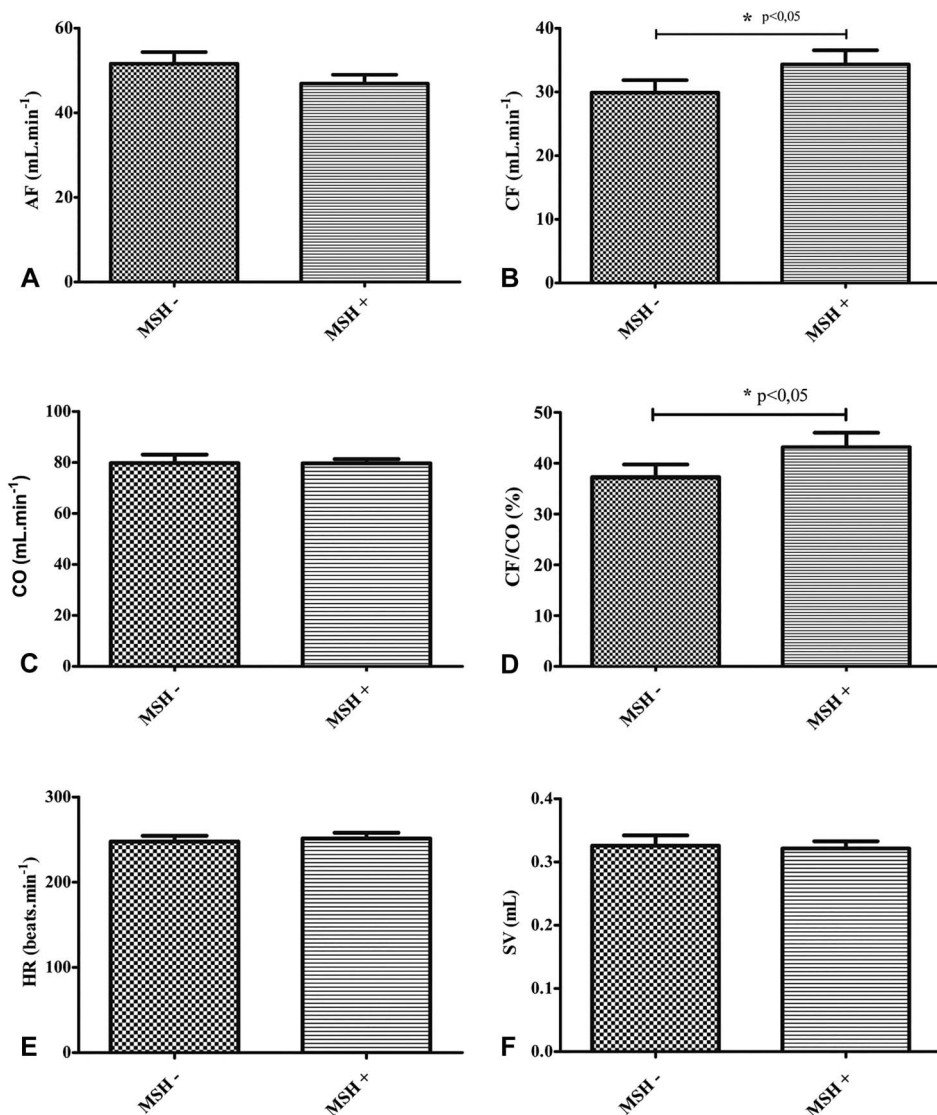 60
40
20
0
AF (mL.min⁻¹)
A
MSH -
MSH +
* p<0,05
40
30
20
10
0
CF (mL.min⁻¹)
B
MSH -
MSH +
100
80
60
40
20
0
CO (mL.min⁻¹)
C
MSH -
MSH +
* p<0,05
50
40
30
20
10
0
CF/CO (%)
D
MSH -
MSH +
300
200
100
0
HR (beats.min⁻¹)
E
MSH -
MSH +
0.4
0.3
0.2
0.1
0.0
SV (mL)
F
MSH -
MSH +